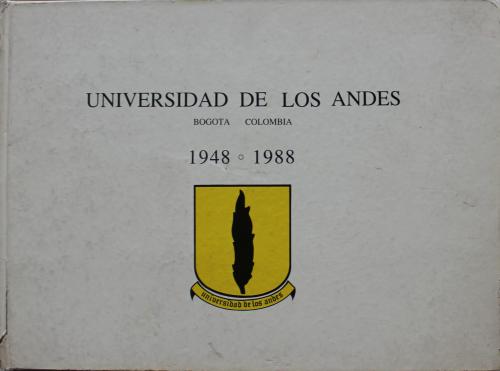 UNIVERSIDAD DE LOS ANDES
BOGOTA COLOMBIA
1948 ◦ 1988
universidad de los andes